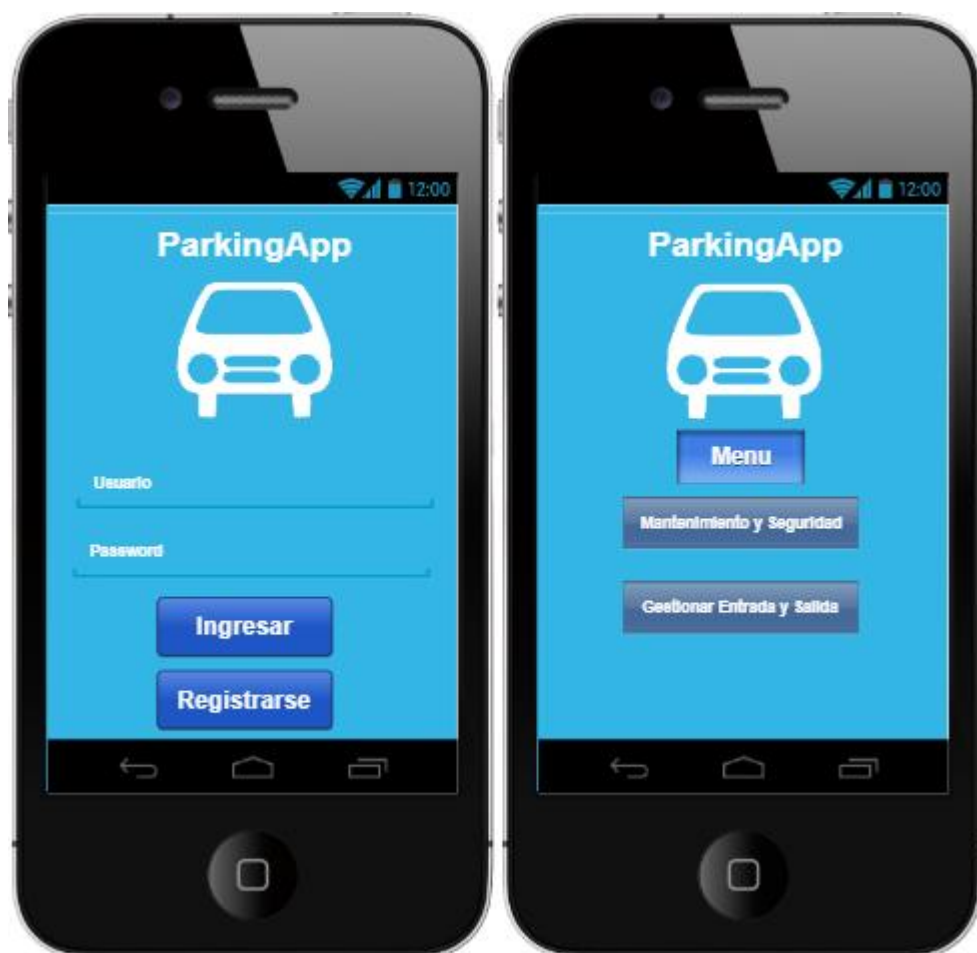 12:00
ParkingApp
Usuario
Password
Ingresar
Registrarse
12:00
ParkingApp
Menu
Mantenimiento y Seguridad
Gestionar Entrada y Salida